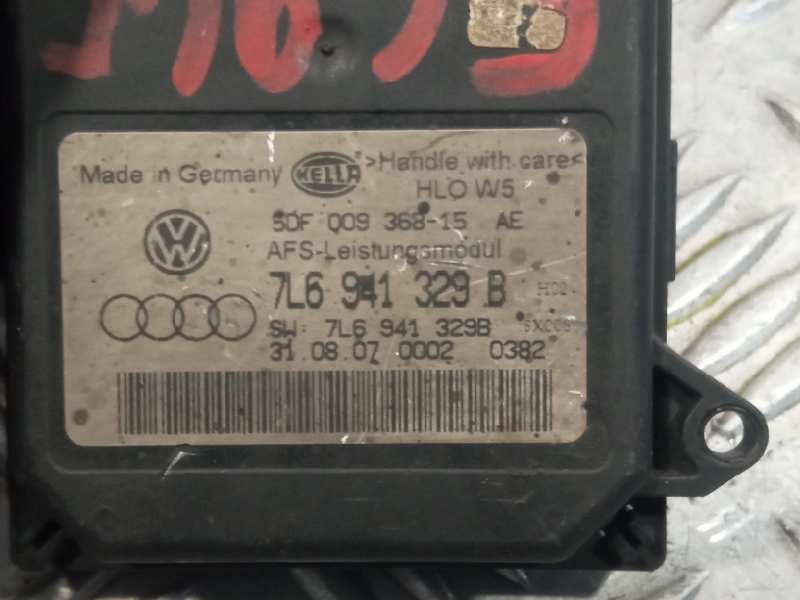 Made in Germany HELLA >Handle with care<
HLO W5
5DF 009 368-15 AE
AFS-Leistungsmodul
7L6 941 329 B H02
SW: 7L6 941 329B
31.08.07 0002 0382